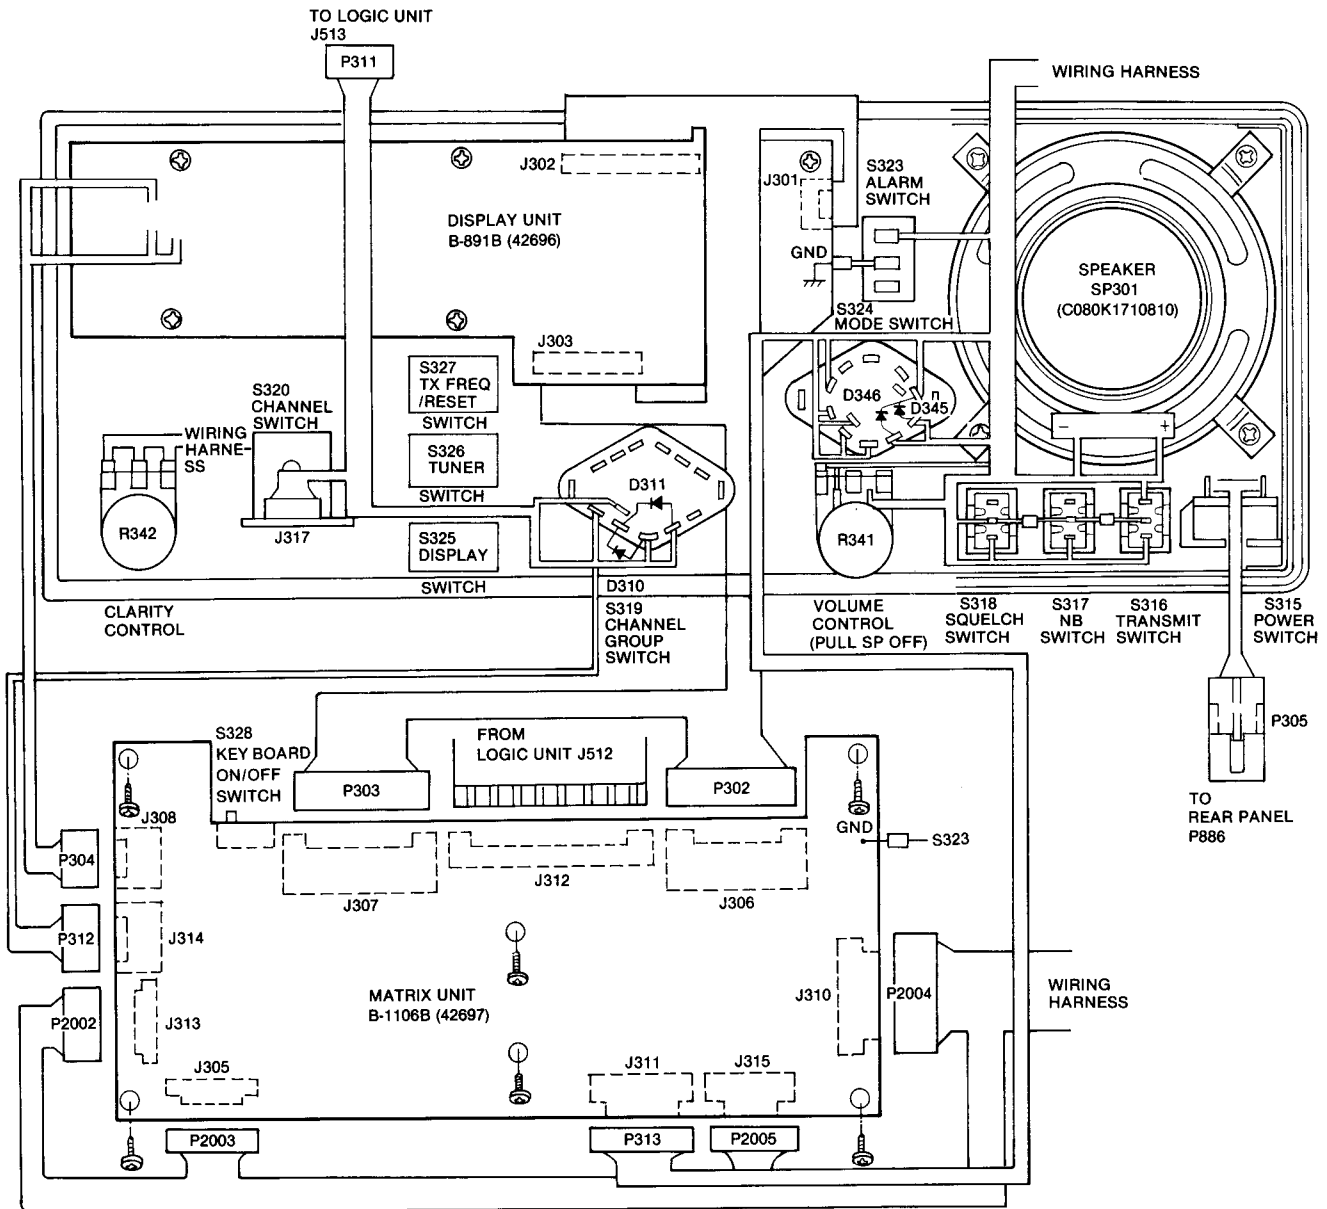 TO LOGIC UNIT
J513
P311
WIRING HARNESS
J302
J301
S323
ALARM
SWITCH
DISPLAY UNIT
B-891B (42696)
GND
SPEAKER
SP301
(C080K1710810)
S324
MODE SWITCH
J303
S327
TX FREQ
/RESET
SWITCH
S320
CHANNEL
SWITCH
D346
D345
n
−
+
WIRING
HARNE-
SS
S326
TUNER
SWITCH
D311
R342
J317
S325
DISPLAY
SWITCH
R341
D310
CLARITY
CONTROL
S319
CHANNEL
GROUP
SWITCH
VOLUME
CONTROL
(PULL SP OFF)
S318
SQUELCH
SWITCH
S317
NB
SWITCH
S316
TRANSMIT
SWITCH
S315
POWER
SWITCH
P305
TO
REAR PANEL
P886
S328
KEY BOARD
ON/OFF
SWITCH
FROM
LOGIC UNIT J512
P303
P302
J308
GND
S323
P304
J307
J312
J306
P312
J314
MATRIX UNIT
B-1106B (42697)
J310
P2004
WIRING
HARNESS
P2002
J313
J305
J311
J315
P2003
P313
P2005